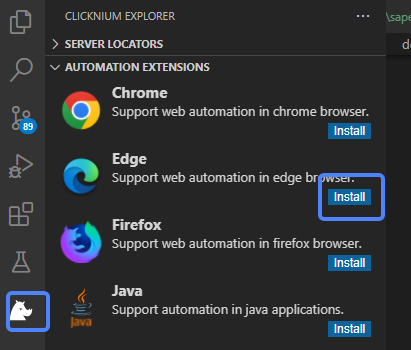 CLICKNIUM EXPLORER
...
\sape
SERVER LOCATORS
de
AUTOMATION EXTENSIONS
Chrome
Support web automation in chrome browser.
Install
89
Edge
Support web automation in edge browser.
Install
Firefox
Support web automation in firefox browser.
Install
Java
Support automation in java applications.
java
Install